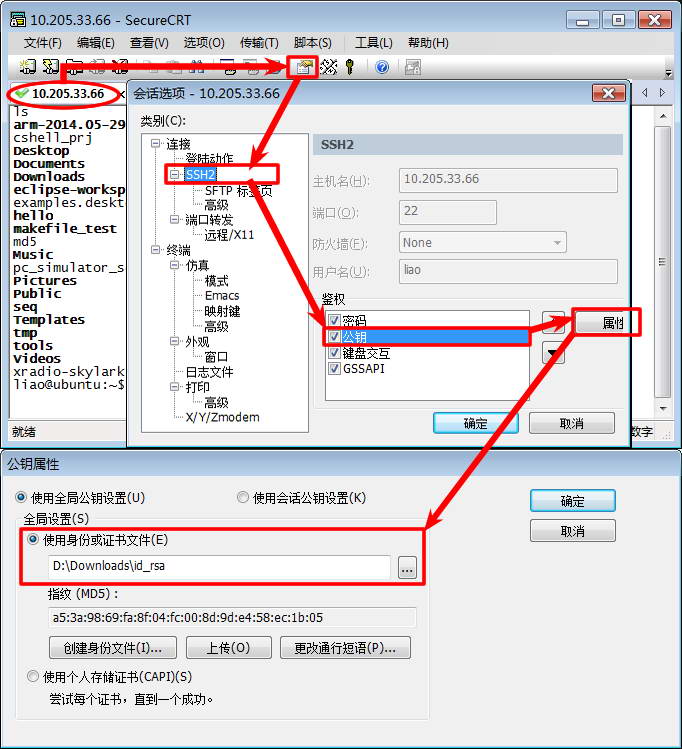 10.205.33.66 - SecureCRT
文件(F) 编辑(E) 查看(V) 选项(O) 传输(T) 脚本(S) 工具(L) 帮助(H)
10.205.33.66
ls
arm-2014.05-29
cshell_prj
Desktop
Documents
Downloads
eclipse-worksp
examples.deskt
hello
makefile_test
md5
Music
pc_simulator_s
Pictures
Public
seq
Templates
tmp
tools
Videos
xradio-skylark
liao@ubuntu:~$
就绪
数字
会话选项 - 10.205.33.66
类别(C):
连接
登陆动作
SSH2
SFTP 标签页
高级
端口转发
远程/X11
终端
仿真
模式
Emacs
映射键
高级
外观
窗口
日志文件
打印
高级
X/Y/Zmodem
SSH2
主机名(H): 10.205.33.66
端口(O): 22
防火墙(E): None
用户名(U): liao
鉴权
密码
公钥
键盘交互
GSSAPI
属性
确定 取消
公钥属性
使用全局公钥设置(U) 使用会话公钥设置(K)
确定
取消
全局设置(S)
使用身份或证书文件(E)
D:\Downloads\id_rsa ...
指纹 (MD5) :
a5:3a:98:69:fa:8f:04:fc:00:8d:9d:e4:58:ec:1b:05
创建身份文件(I)... 上传(O) 更改通行短语(P)...
使用个人存储证书(CAPI)(S)
尝试每个证书，直到一个成功。